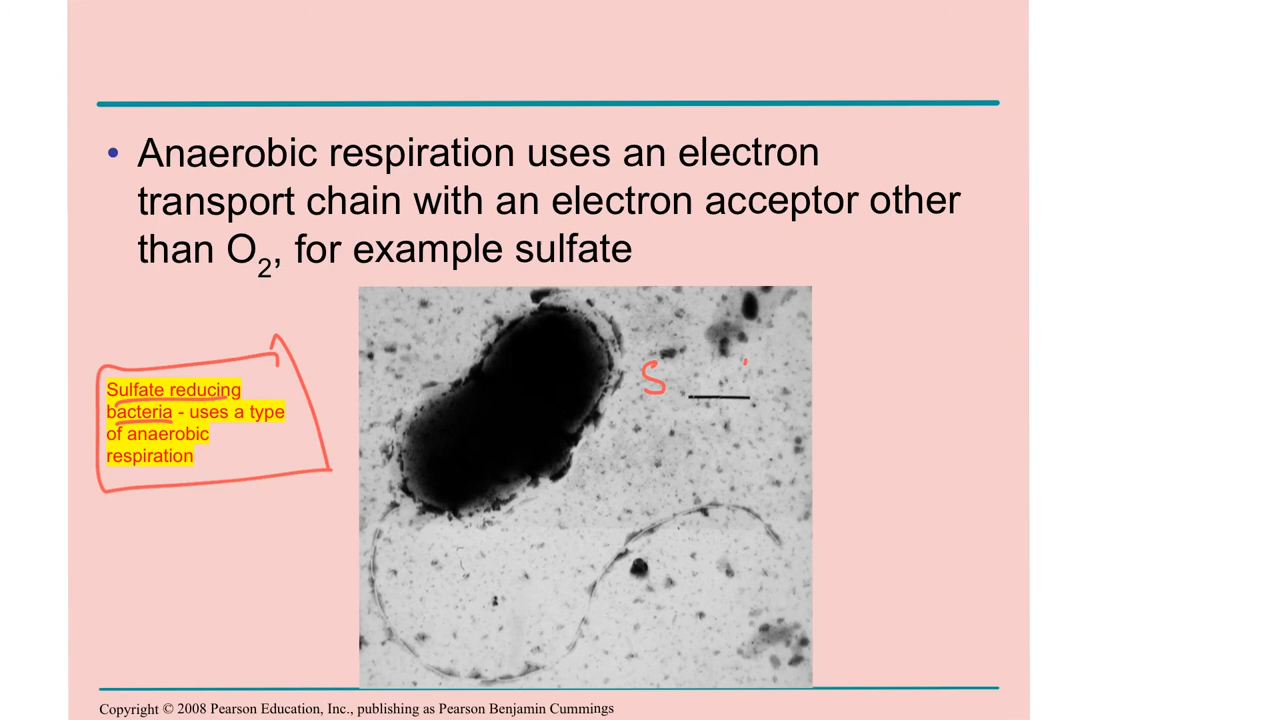 • Anaerobic respiration uses an electron
transport chain with an electron acceptor other
than O₂, for example sulfate
Sulfate reducing
bacteria - uses a type
of anaerobic
respiration
S
Copyright © 2008 Pearson Education, Inc., publishing as Pearson Benjamin Cummings